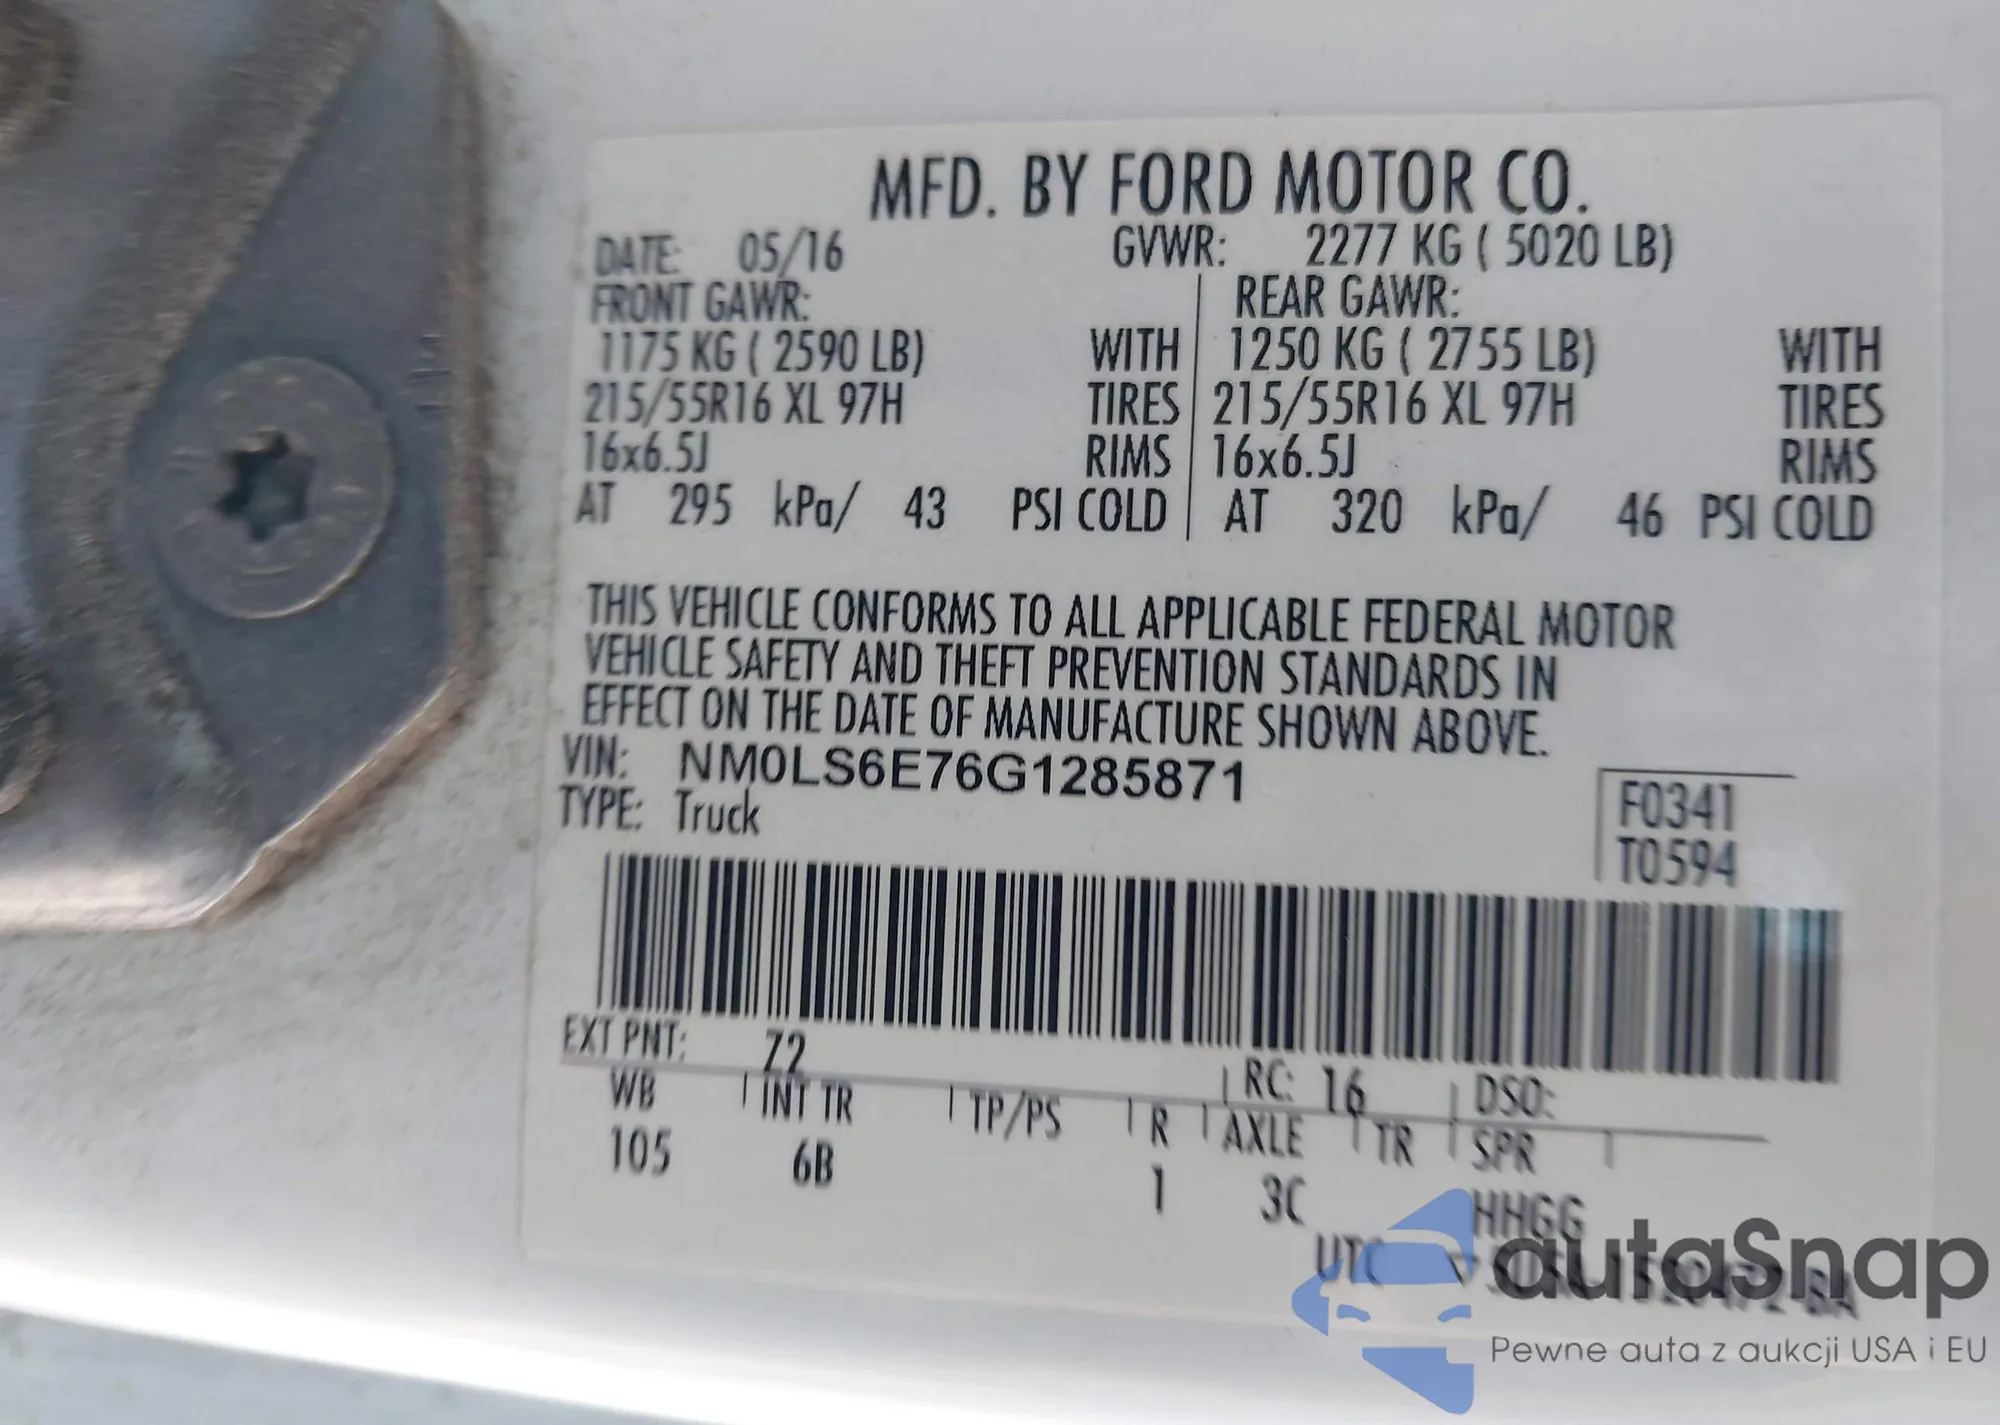 MFD. BY FORD MOTOR CO.
DATE: 05/16 GVWR: 2277 KG ( 5020 LB)
FRONT GAWR: REAR GAWR:
1175 KG ( 2590 LB) WITH 1250 KG ( 2755 LB) WITH
215/55R16 XL 97H TIRES 215/55R16 XL 97H TIRES
16x6.5J RIMS 16x6.5J RIMS
AT 295 kPa/ 43 PSI COLD AT 320 kPa/ 46 PSI COLD
THIS VEHICLE CONFORMS TO ALL APPLICABLE FEDERAL MOTOR
VEHICLE SAFETY AND THEFT PREVENTION STANDARDS IN
EFFECT ON THE DATE OF MANUFACTURE SHOWN ABOVE.
VIN: NM0LS6E76G1285871
TYPE: Truck
F0341
T0594
EXT PNT: Z2 RC: 16 DSO:
WB INT TR TP/PS R AXLE TR SPR
105 6B 1 3C HHGG
UTC
autaSnap
Pewne auta z aukcji USA i EU